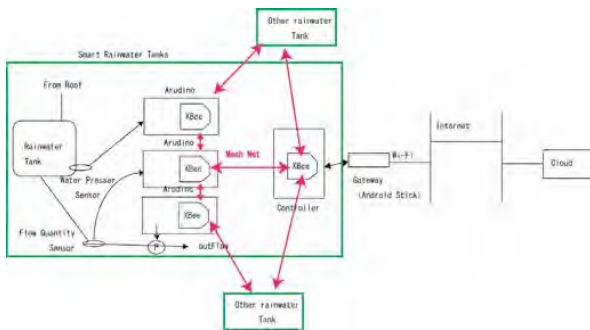 Other rainwater
Tank
Smart Rainwater Tanks
From Roof
Arudino
XBee
Arudino
Rainwater
Tank
XBee
Mesh Net
XBee
Wi-Fi
Internet
Cloud
Water Presser
Sentor
Arudino
XBee
Gateway
(Android Stick)
Controller
Flow Quantity
Sensor
P
outFlow
Other rainwater
Tank